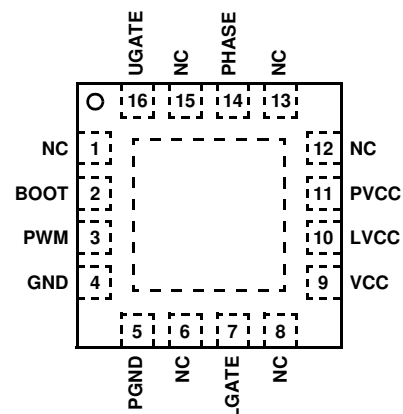 UGATE
NC
PHASE
NC
16 15 14 13
NC 1 12 NC
BOOT 2 11 PVCC
PWM 3 10 LVCC
GND 4 9 VCC
5 6 7 8
PGND
NC
LGATE
NC